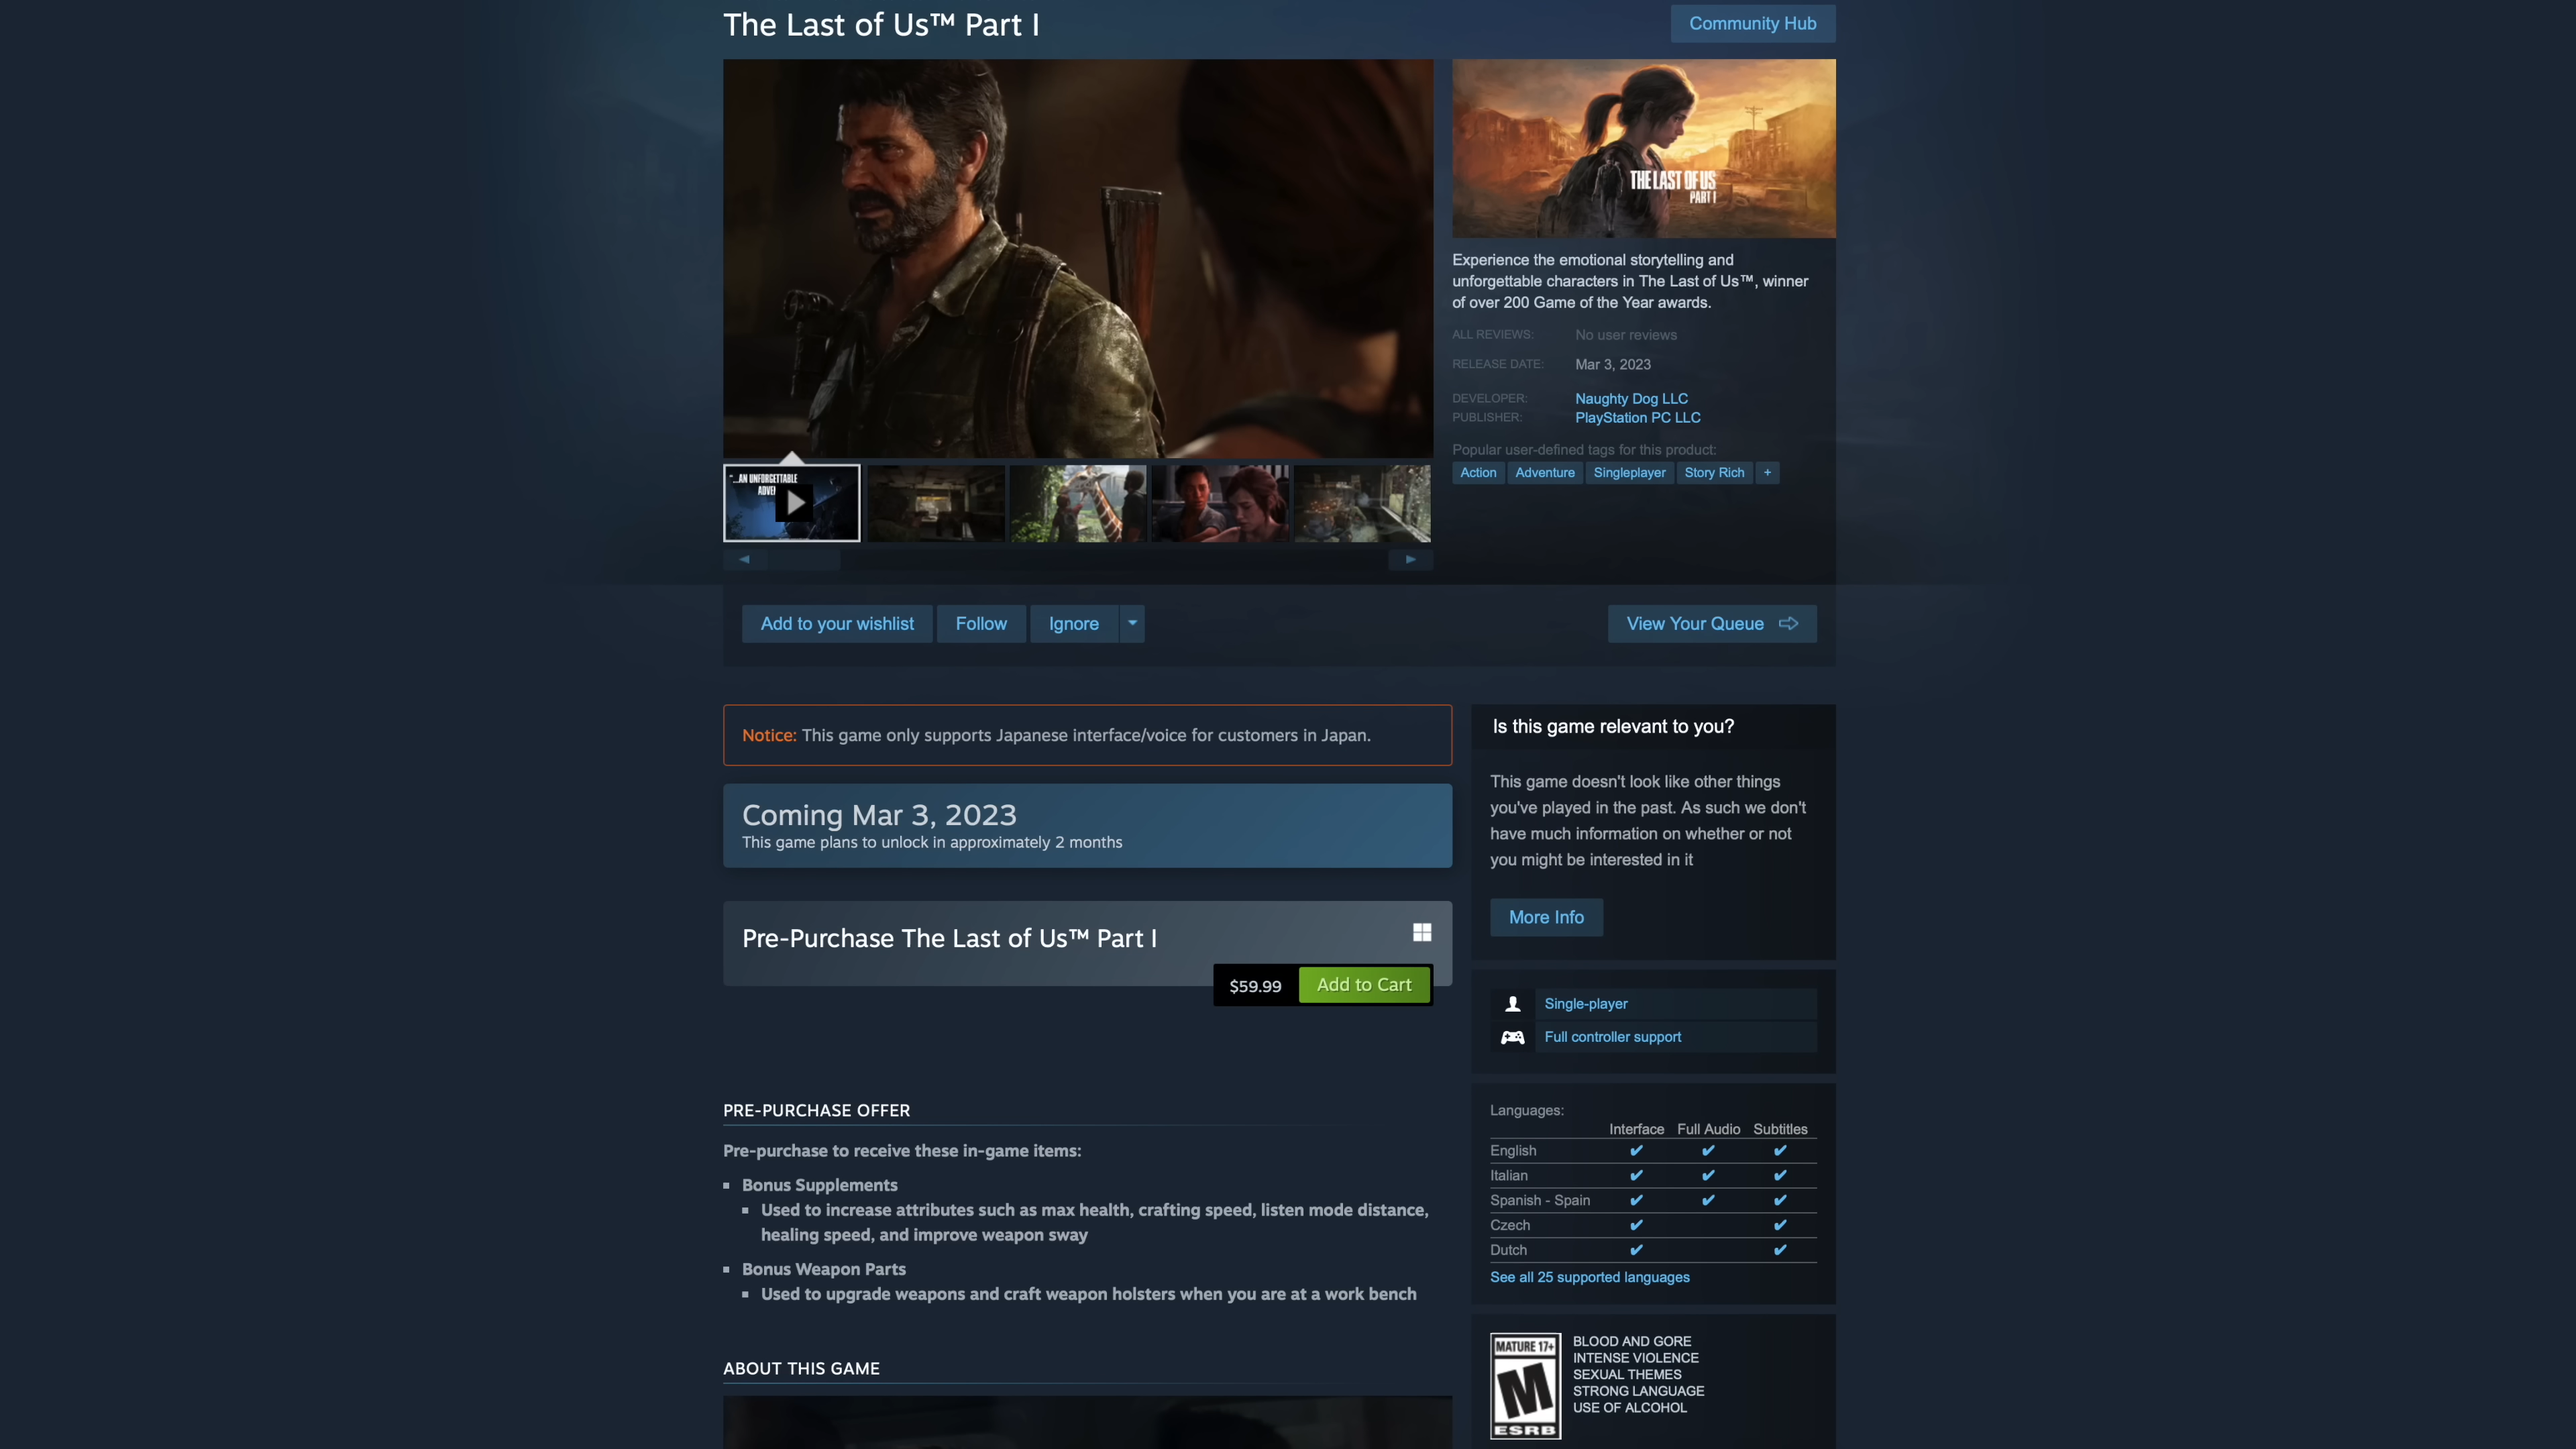 The Last of Us™ Part I
Community Hub
THE LAST OF US
PART I
Experience the emotional storytelling and
unforgettable characters in The Last of Us™, winner
of over 200 Game of the Year awards.
ALL REVIEWS: No user reviews
RELEASE DATE: Mar 3, 2023
DEVELOPER: Naughty Dog LLC
PUBLISHER: PlayStation PC LLC
Popular user-defined tags for this product:
Action Adventure Singleplayer Story Rich +
"...AN UNFORGETTABLE
Add to your wishlist Follow Ignore View Your Queue
Notice: This game only supports Japanese interface/voice for customers in Japan.
Coming Mar 3, 2023
This game plans to unlock in approximately 2 months
Pre-Purchase The Last of Us™ Part I
$59.99 Add to Cart
PRE-PURCHASE OFFER
Pre-purchase to receive these in-game items:
Bonus Supplements
Used to increase attributes such as max health, crafting speed, listen mode distance,
healing speed, and improve weapon sway
Bonus Weapon Parts
Used to upgrade weapons and craft weapon holsters when you are at a work bench
ABOUT THIS GAME
Is this game relevant to you?
This game doesn't look like other things
you've played in the past. As such we don't
have much information on whether or not
you might be interested in it
More Info
Single-player
Full controller support
Languages:
Interface Full Audio Subtitles
English ✔ ✔ ✔
Italian ✔ ✔ ✔
Spanish - Spain ✔ ✔ ✔
Czech ✔ ✔
Dutch ✔ ✔
See all 25 supported languages
MATURE 17+
M
ESRB
BLOOD AND GORE
INTENSE VIOLENCE
SEXUAL THEMES
STRONG LANGUAGE
USE OF ALCOHOL